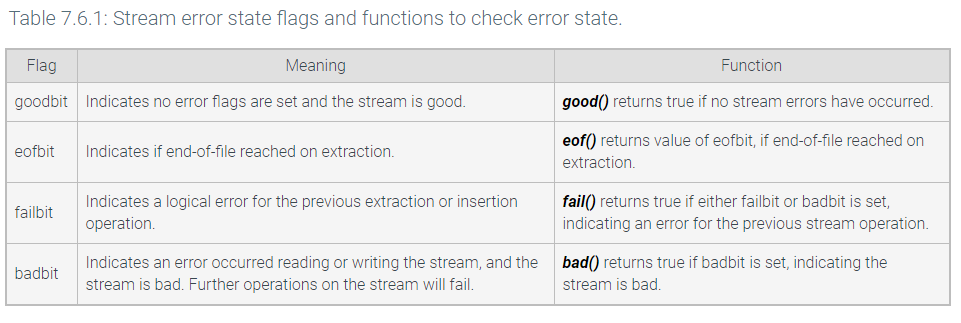 Table 7.6.1: Stream error state flags and functions to check error state.
Flag Meaning Function
goodbit Indicates no error flags are set and the stream is good. good() returns true if no stream errors have occurred.
eofbit Indicates if end-of-file reached on extraction. eof() returns value of eofbit, if end-of-file reached on
extraction.
failbit Indicates a logical error for the previous extraction or insertion
operation. fail() returns true if either failbit or badbit is set,
indicating an error for the previous stream operation.
badbit Indicates an error occurred reading or writing the stream, and the
stream is bad. Further operations on the stream will fail. bad() returns true if badbit is set, indicating the
stream is bad.